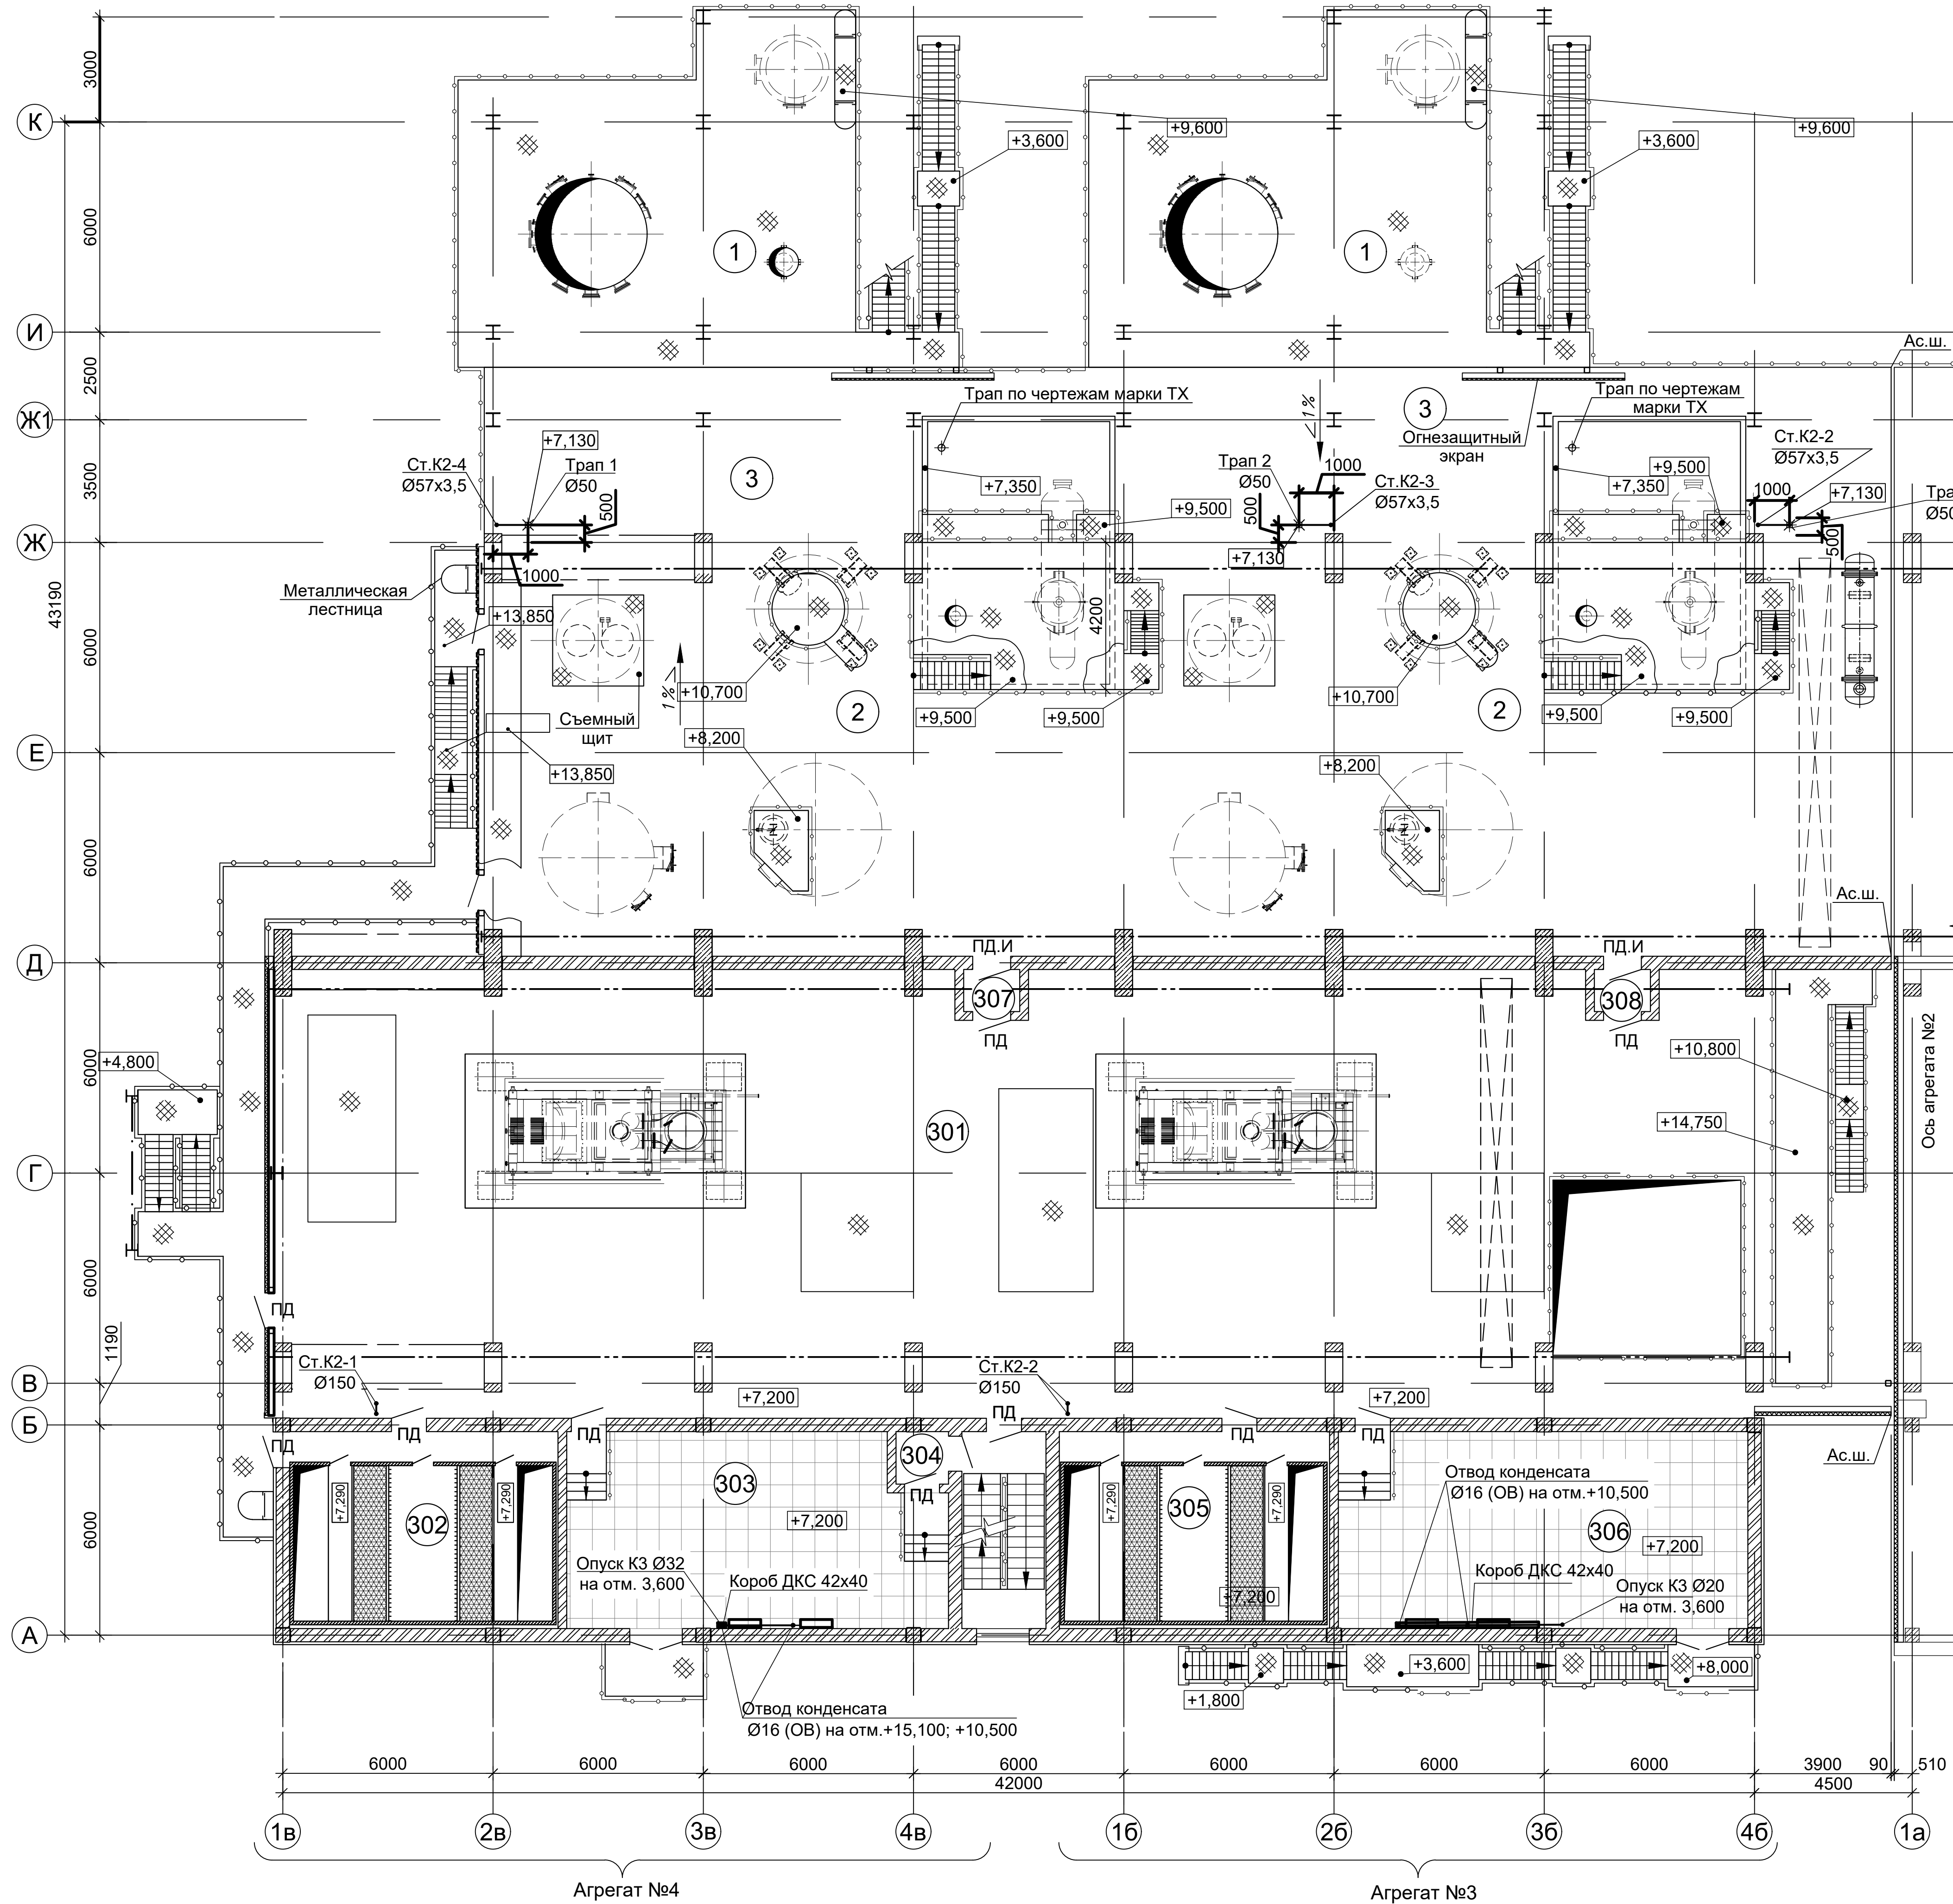 3000
К
+9,600
+9,600
+3,600
+3,600
6000
1
1
И
Ас.ш.
2500
Трап по чертежам марки ТХ
Трап по чертежам
марки ТХ
1%
3
Огнезащитный
экран
Ж1
+7,130
Ст.К2-4
Ø57х3,5
Трап 1
Ø50
500
3
+7,350
+9,500
Трап 2
Ø50
500
1000
Ст.К2-3
Ø57х3,5
+7,130
+7,350
+9,500
Ст.К2-2
Ø57х3,5
1000
+7,130
Тра
Ø50
500
3500
Ж
1000
Металлическая
лестница
+13,850
4200
43190
6000
1%
+10,700
2
+9,500
+9,500
+10,700
2
+9,500
+9,500
Съемный
щит
+8,200
+8,200
Е
+13,850
РЧ
РЧ
6000
Ас.ш.
Д
ПД.И
ПД.И
307
308
ПД
ПД
6000
+4,800
+10,800
+14,750
Ось агрегата №2
301
Г
6000
ПД
1190
Ст.К2-1
Ø150
Ст.К2-2
Ø150
+7,200
+7,200
В
Б
ПД
ПД
ПД
ПД
ПД
ПД
304
Ас.ш.
303
Отвод конденсата
Ø16 (ОВ) на отм.+10,500
+7,290
302
+7,290
+7,200
ПД
+7,290
305
+7,290
306
+7,200
6000
Опуск К3 Ø32
на отм. 3,600
Короб ДКС 42х40
+7,200
Короб ДКС 42х40
Опуск К3 Ø20
на отм. 3,600
А
+3,600
+8,000
+1,800
Отвод конденсата
Ø16 (ОВ) на отм.+15,100; +10,500
6000
6000
6000
6000
6000
6000
6000
3900
90
510
42000
4500
1в
2в
3в
4в
1б
2б
3б
4б
1а
Агрегат №4
Агрегат №3